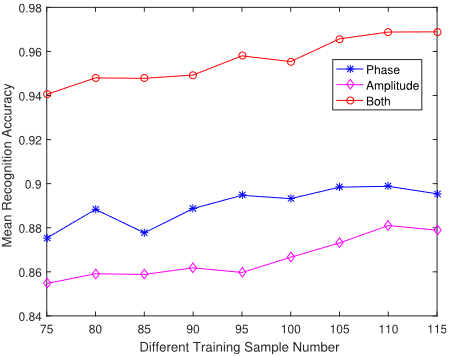 0.98
0.96
0.94
0.92
0.9
0.88
0.86
0.84
Mean Recognition Accuracy
Phase
Amplitude
Both
75 80 85 90 95 100 105 110 115
Different Training Sample Number